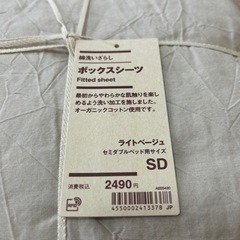 綿洗いざらし
ボックスシーツ
Fitted sheet
最初からやわらかな肌触りを楽し
めるよう洗い加工を施しました。
オーガニックコットン使用です。
ライトベージュ
セミダブルベッド用サイズ
SD
消費税込 2490円
4550002413378 JP